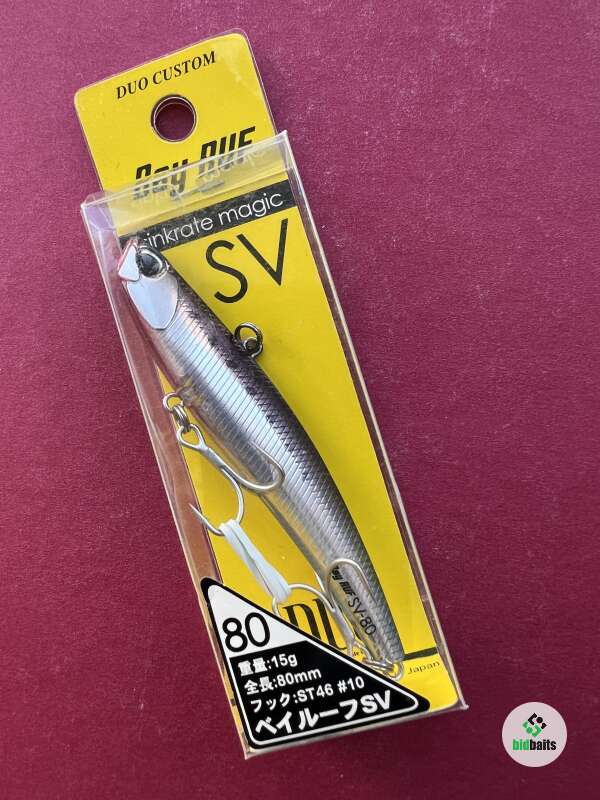 DUO CUSTOM
Bay RUF
sinkrate magic
SV
Bay RUF SV-80
80
重量:15g
全長:80mm
フック:ST46 #10
ベイルーフSV
Japan
bidbaits